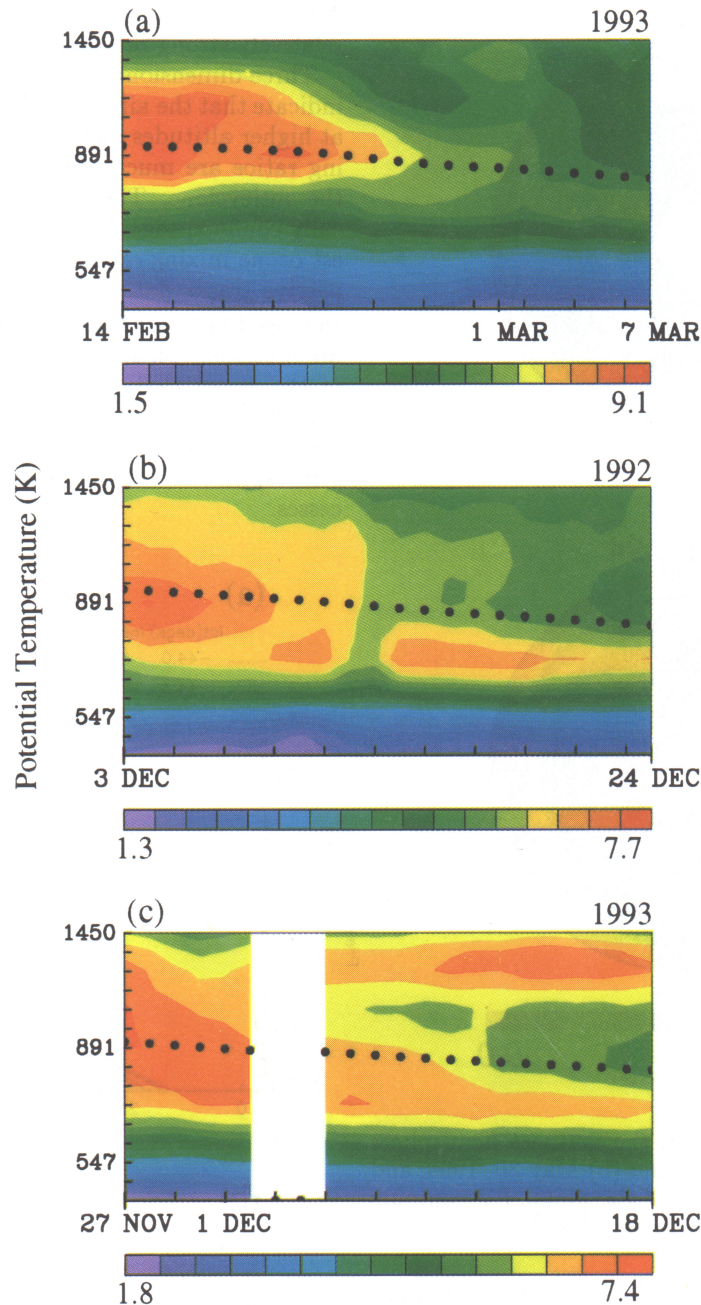 (a) 1993
1450
891
547
14 FEB 1 MAR 7 MAR
1.5 9.1
Potential Temperature (K)
(b) 1992
1450
891
547
3 DEC 24 DEC
1.3 7.7
(c) 1993
1450
891
547
27 NOV 1 DEC 18 DEC
1.8 7.4